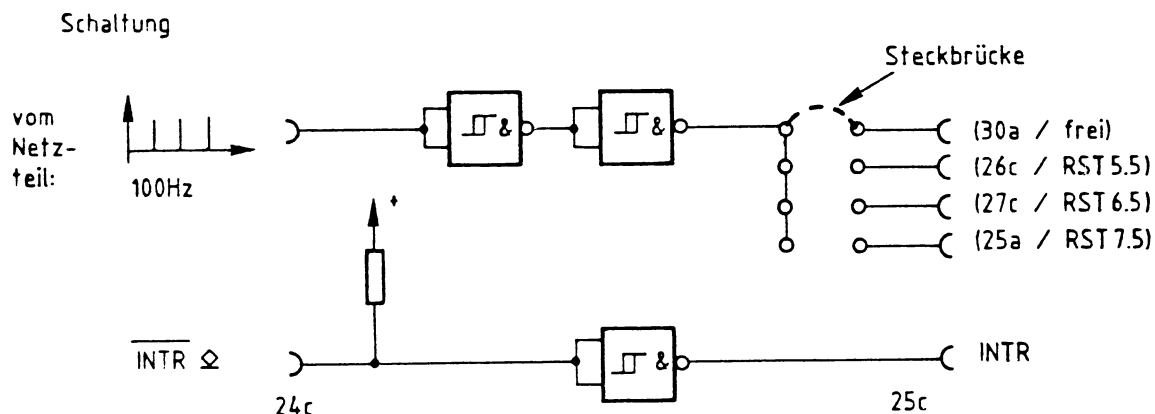 Schaltung
Steckbrücke
vom
Netz-
teil:
100Hz
&
&
(30a / frei)
(26c / RST 5.5)
(27c / RST 6.5)
(25a / RST 7.5)
+
INTR
&
INTR
24c
25c